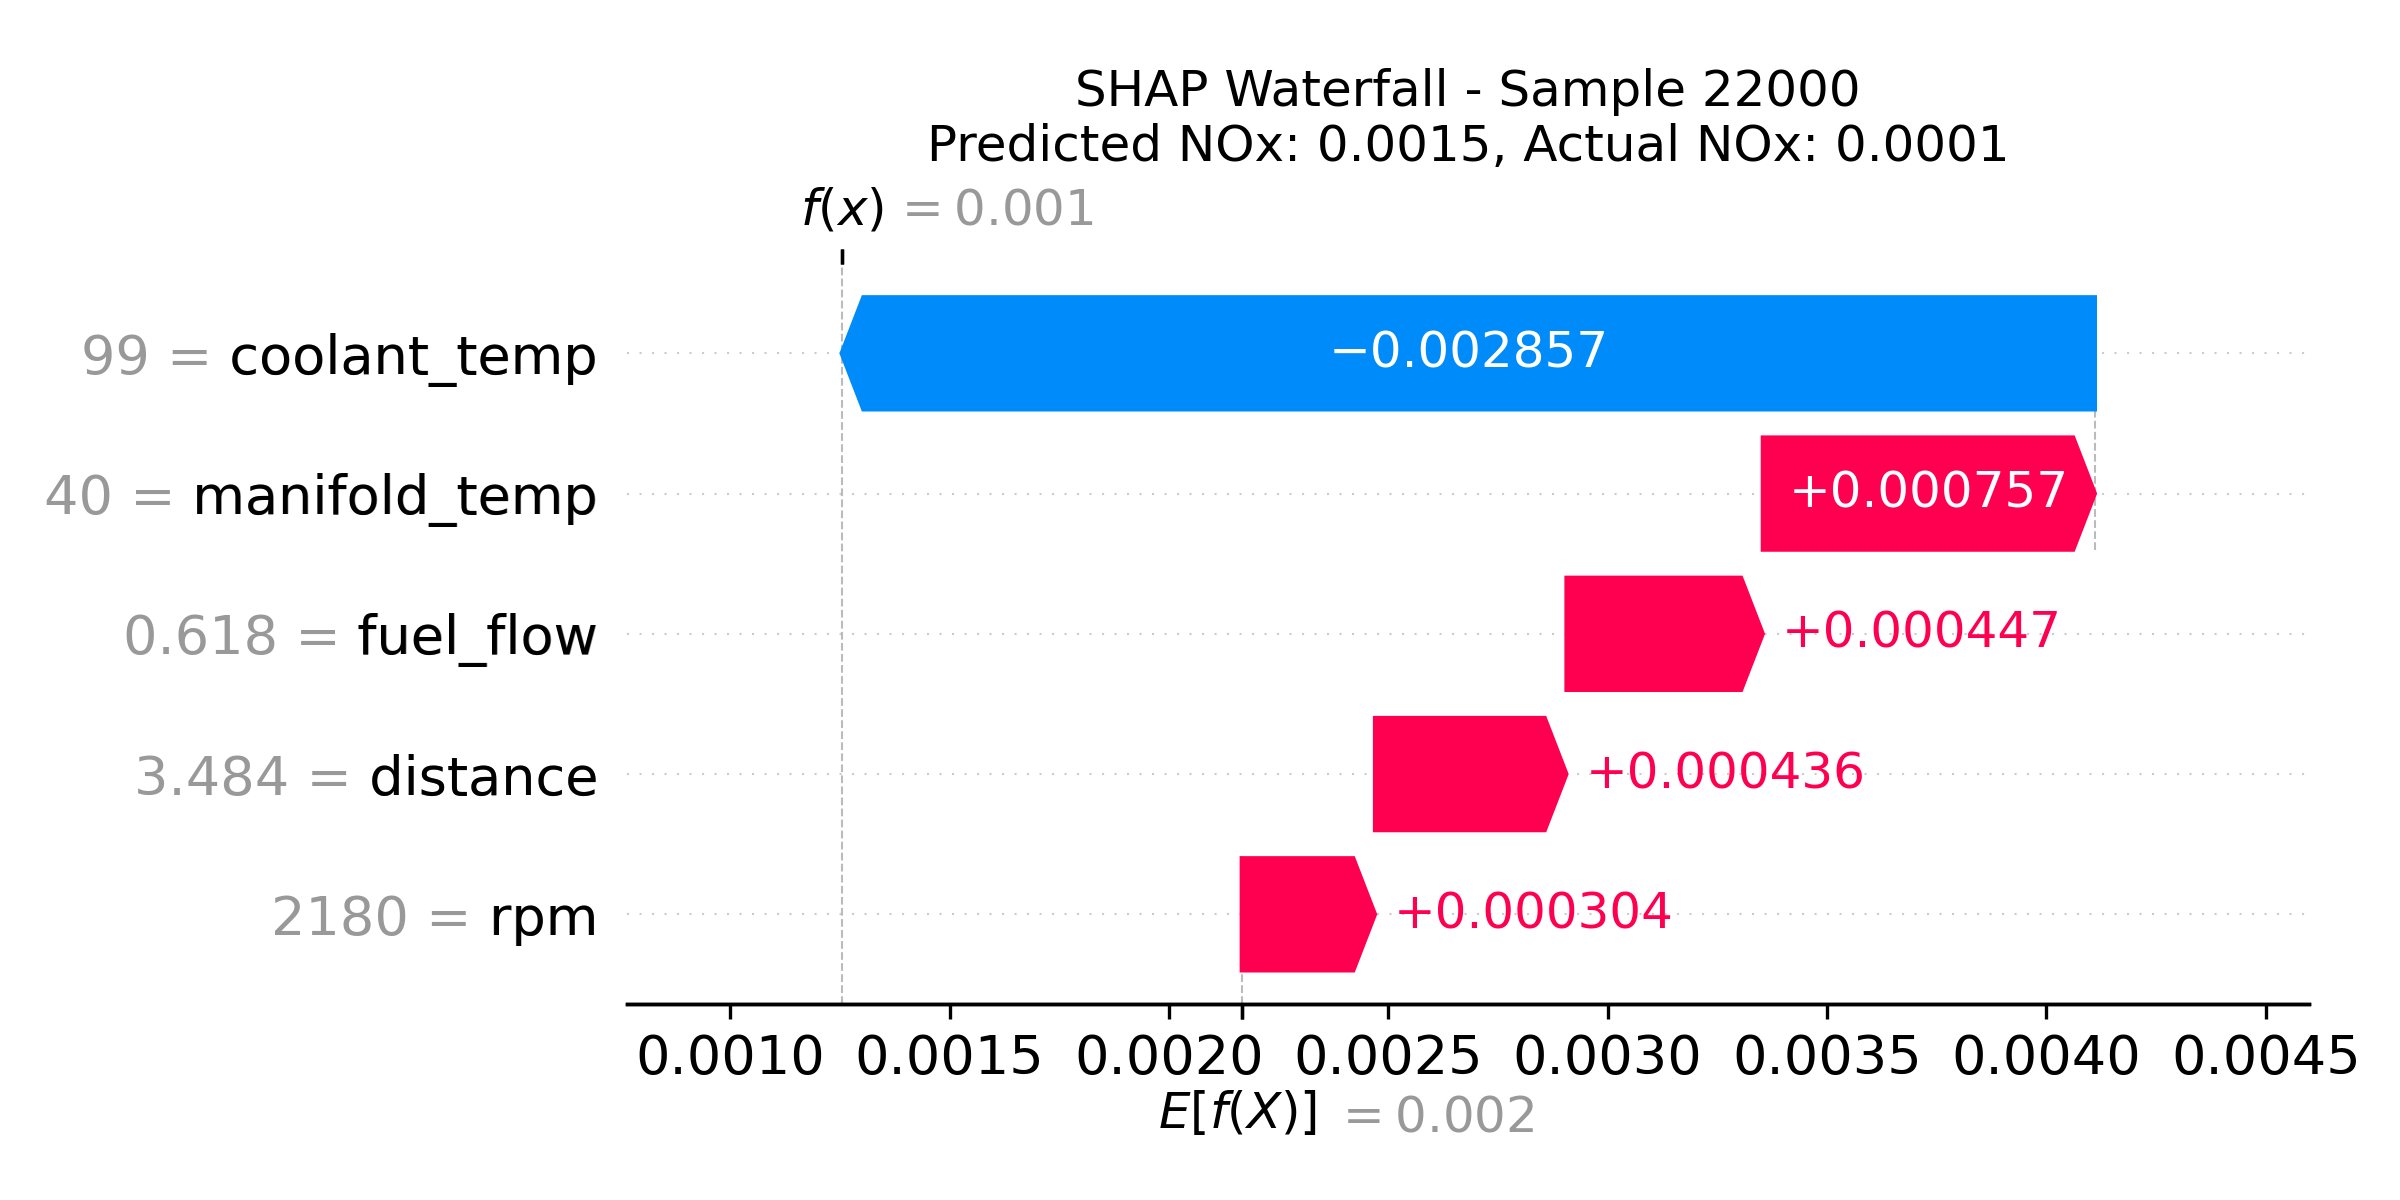 SHAP Waterfall - Sample 22000
Predicted NOx: 0.0015, Actual NOx: 0.0001
f(x) = 0.001
99 = coolant_temp −0.002857
40 = manifold_temp +0.000757
0.618 = fuel_flow +0.000447
3.484 = distance +0.000436
2180 = rpm +0.000304
0.0010 0.0015 0.0020 0.0025 0.0030 0.0035 0.0040 0.0045
E[f(X)] = 0.002